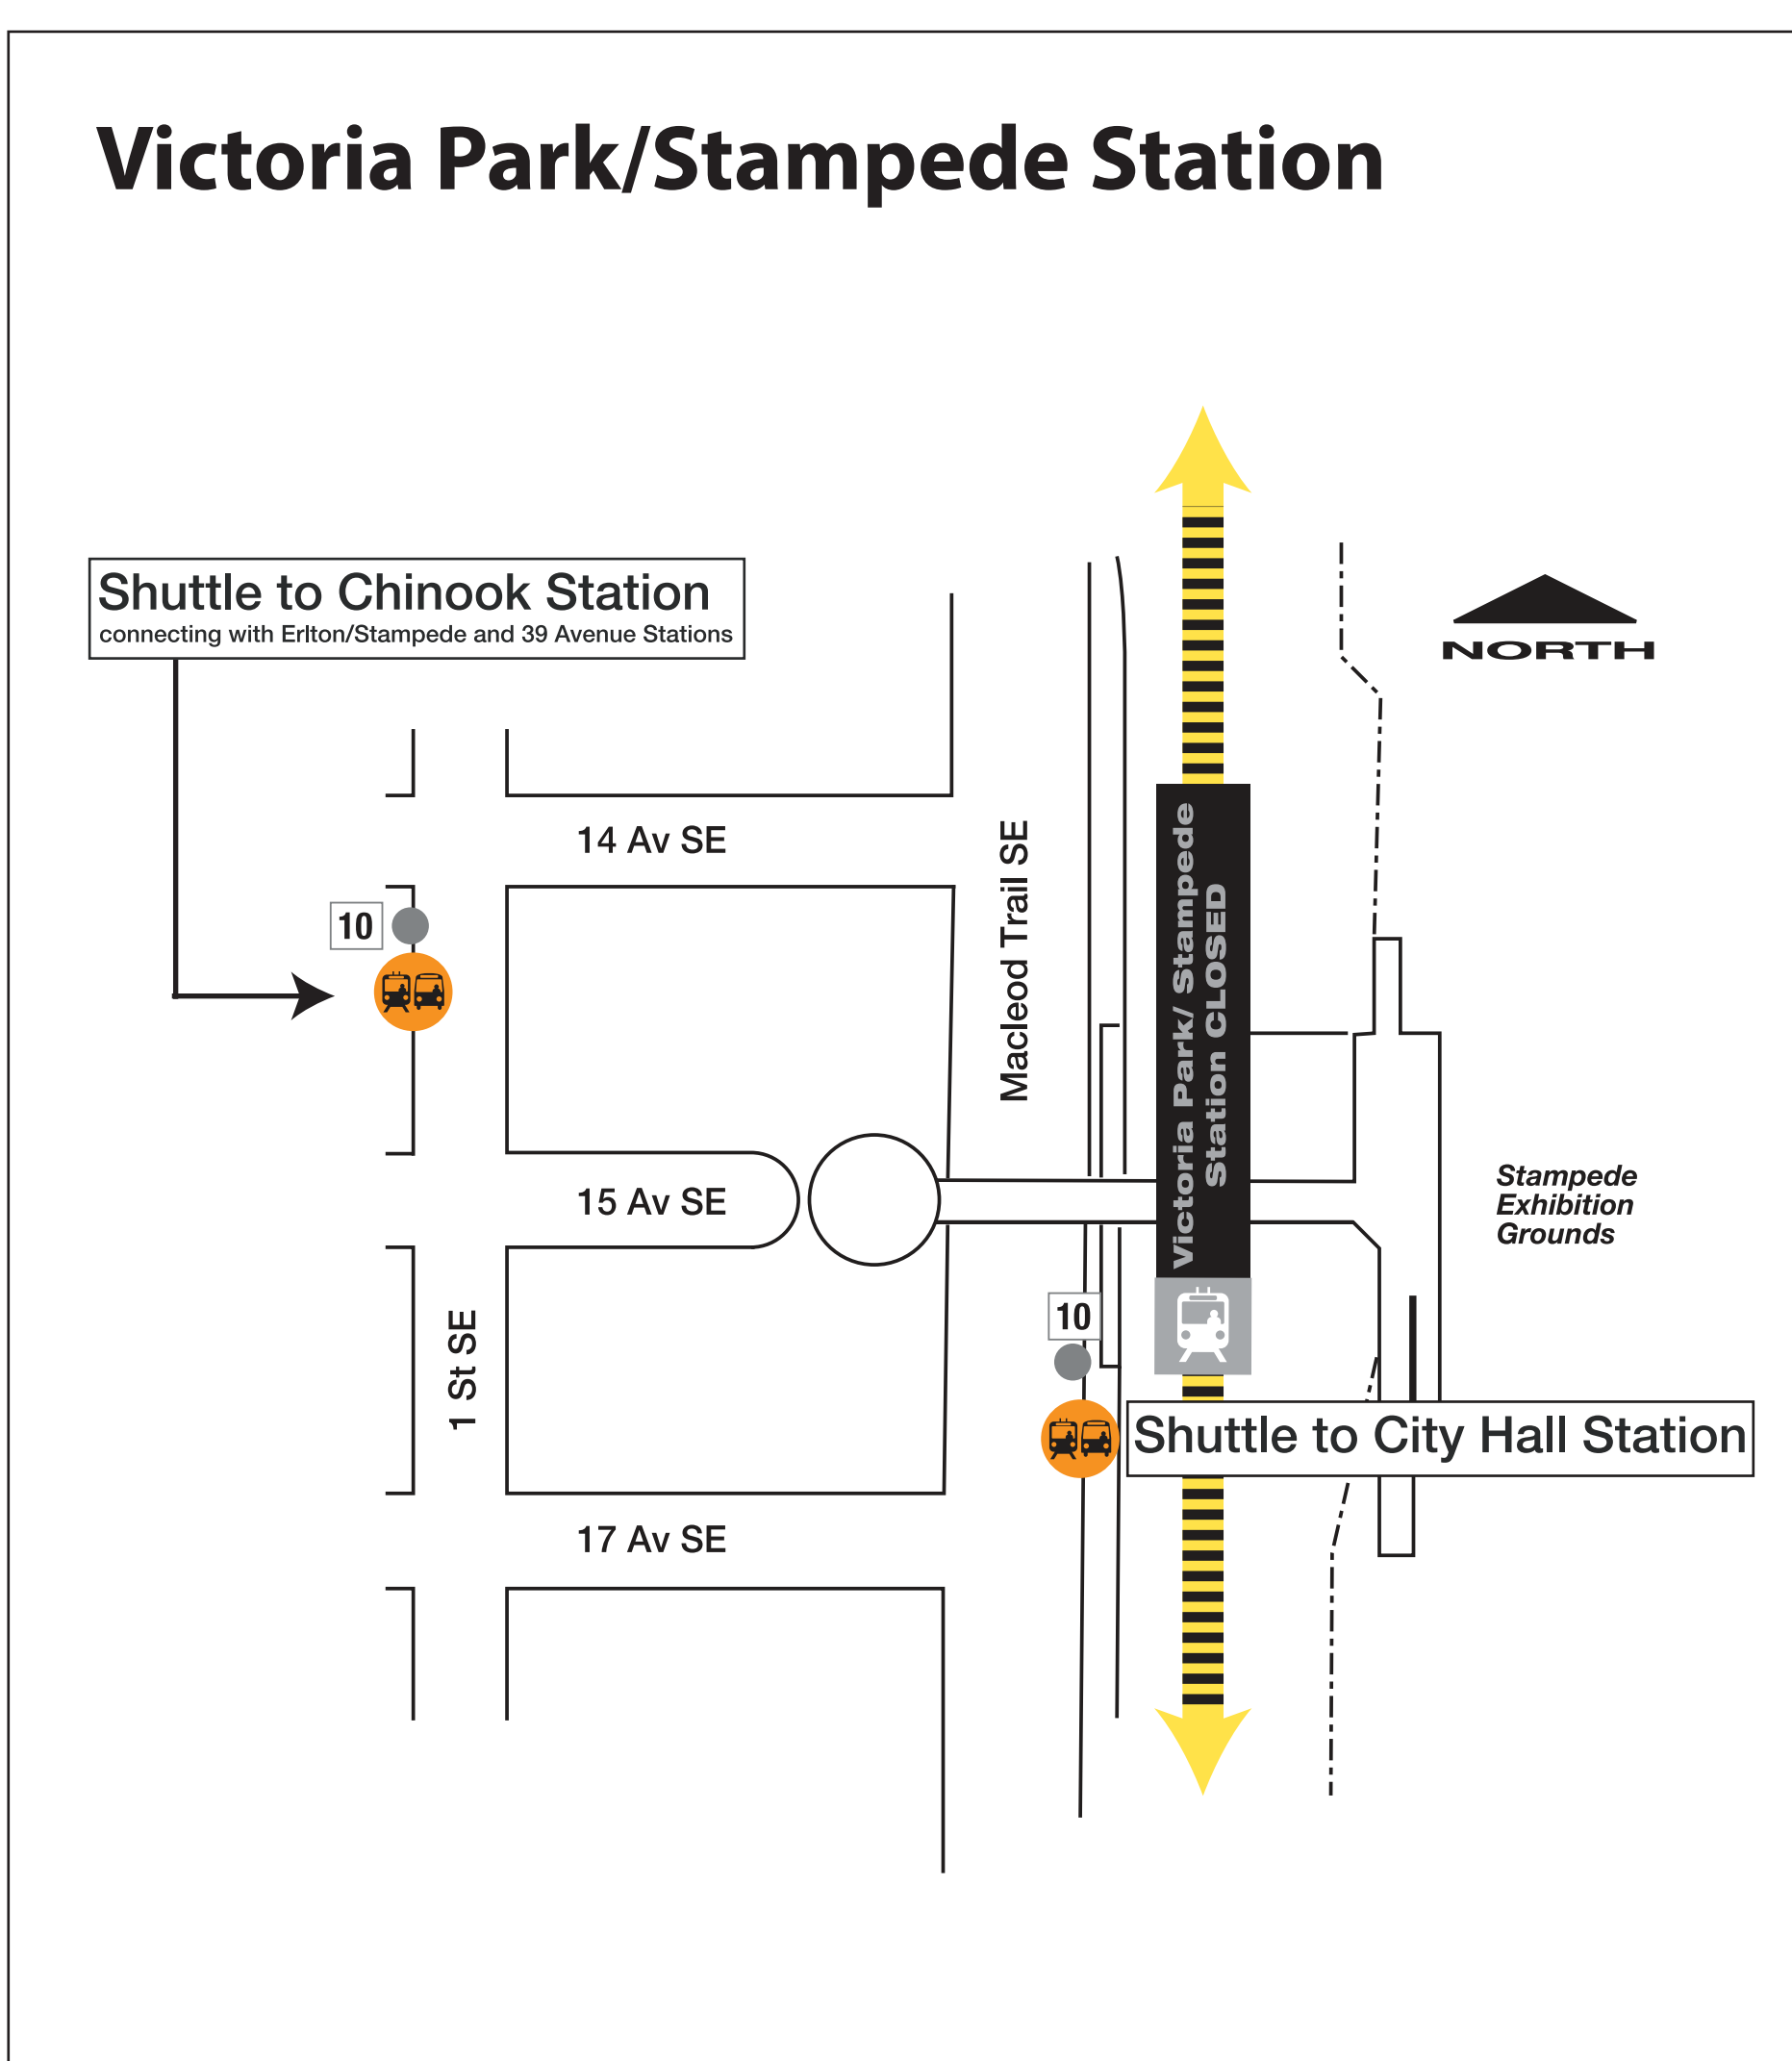 Victoria Park/Stampede Station
Shuttle to Chinook Station
connecting with Erlton/Stampede and 39 Avenue Stations
NORTH
14 Av SE
Macleod Trail SE
Victoria Park/ Stampede
Station CLOSED
10
15 Av SE
Stampede
Exhibition
Grounds
1 St SE
10
Shuttle to City Hall Station
17 Av SE